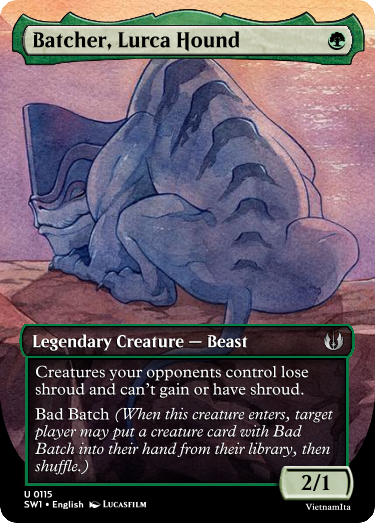 Batcher, Lurca Hound
Legendary Creature — Beast
Creatures your opponents control lose
shroud and can't gain or have shroud.
Bad Batch (When this creature enters, target
player may put a creature card with Bad
Batch into their hand from their library, then
shuffle.)
2/1
U 0115
SW1 • English LUCASFILM
VietnamIta